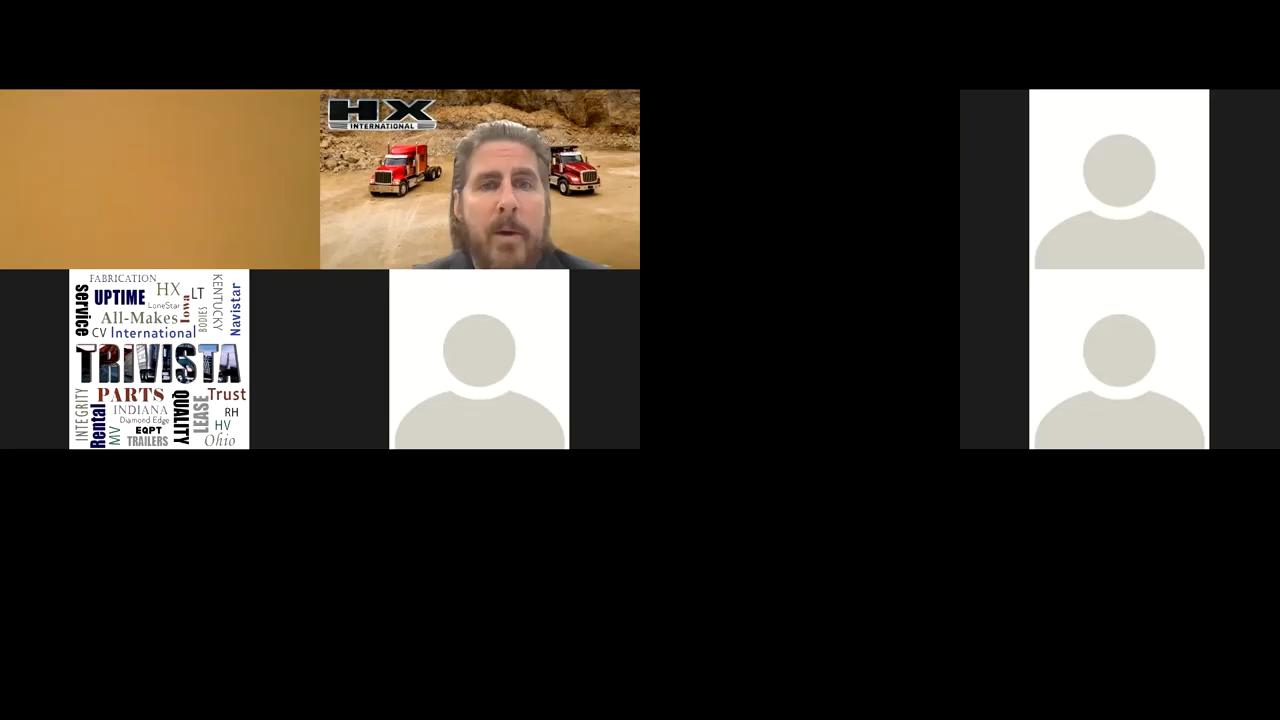 HX
INTERNATIONAL
FABRICATION
service
UPTIME
HX
LT
KENTUCKY
LoneStar
Iowa
All-Makes
BODIES
Navistar
CV International
TRIVISTA
INTEGRITY
PARTS
QUALITY
Trust
Rental
INDIANA
LEASE
RH
Diamond Edge
MV
EQPT
HV
TRAILERS
Ohio